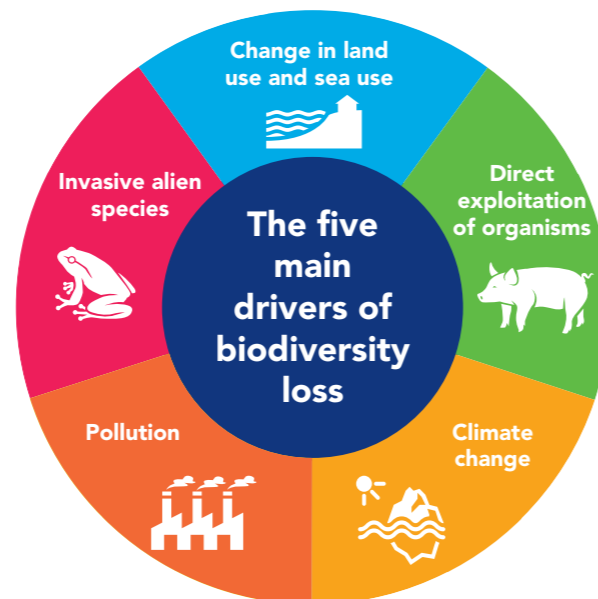 Change in land
use and sea use
Direct
exploitation
of organisms
Climate
change
Pollution
Invasive alien
species
The five
main
drivers of
biodiversity
loss